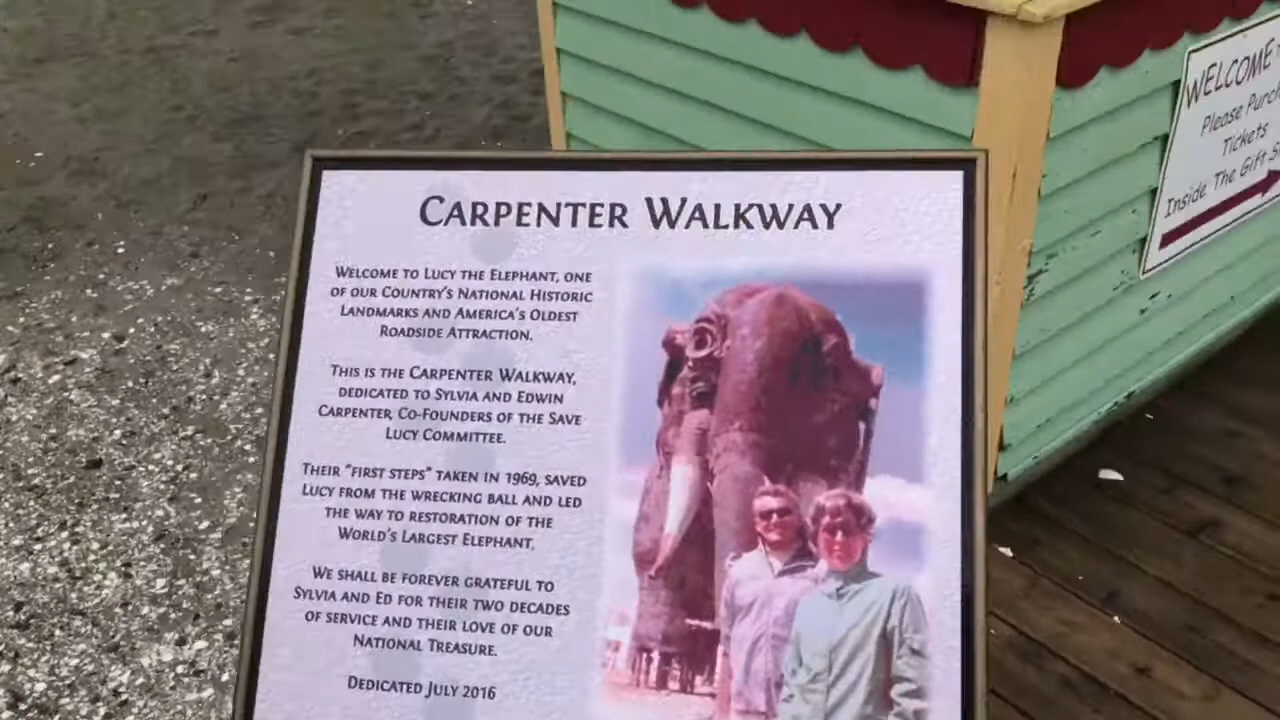 CARPENTER WALKWAY
WELCOME TO LUCY THE ELEPHANT, ONE
OF OUR COUNTRY'S NATIONAL HISTORIC
LANDMARKS AND AMERICA'S OLDEST
ROADSIDE ATTRACTION.
THIS IS THE CARPENTER WALKWAY,
DEDICATED TO SYLVIA AND EDWIN
CARPENTER, CO-FOUNDERS OF THE SAVE
LUCY COMMITTEE.
THEIR "FIRST STEPS" TAKEN IN 1969, SAVED
LUCY FROM THE WRECKING BALL AND LED
THE WAY TO RESTORATION OF THE
WORLD'S LARGEST ELEPHANT.
WE SHALL BE FOREVER GRATEFUL TO
SYLVIA AND ED FOR THEIR TWO DECADES
OF SERVICE AND THEIR LOVE OF OUR
NATIONAL TREASURE.
DEDICATED JULY 2016
WELCOME
Please
Tickets
Inside The Gift